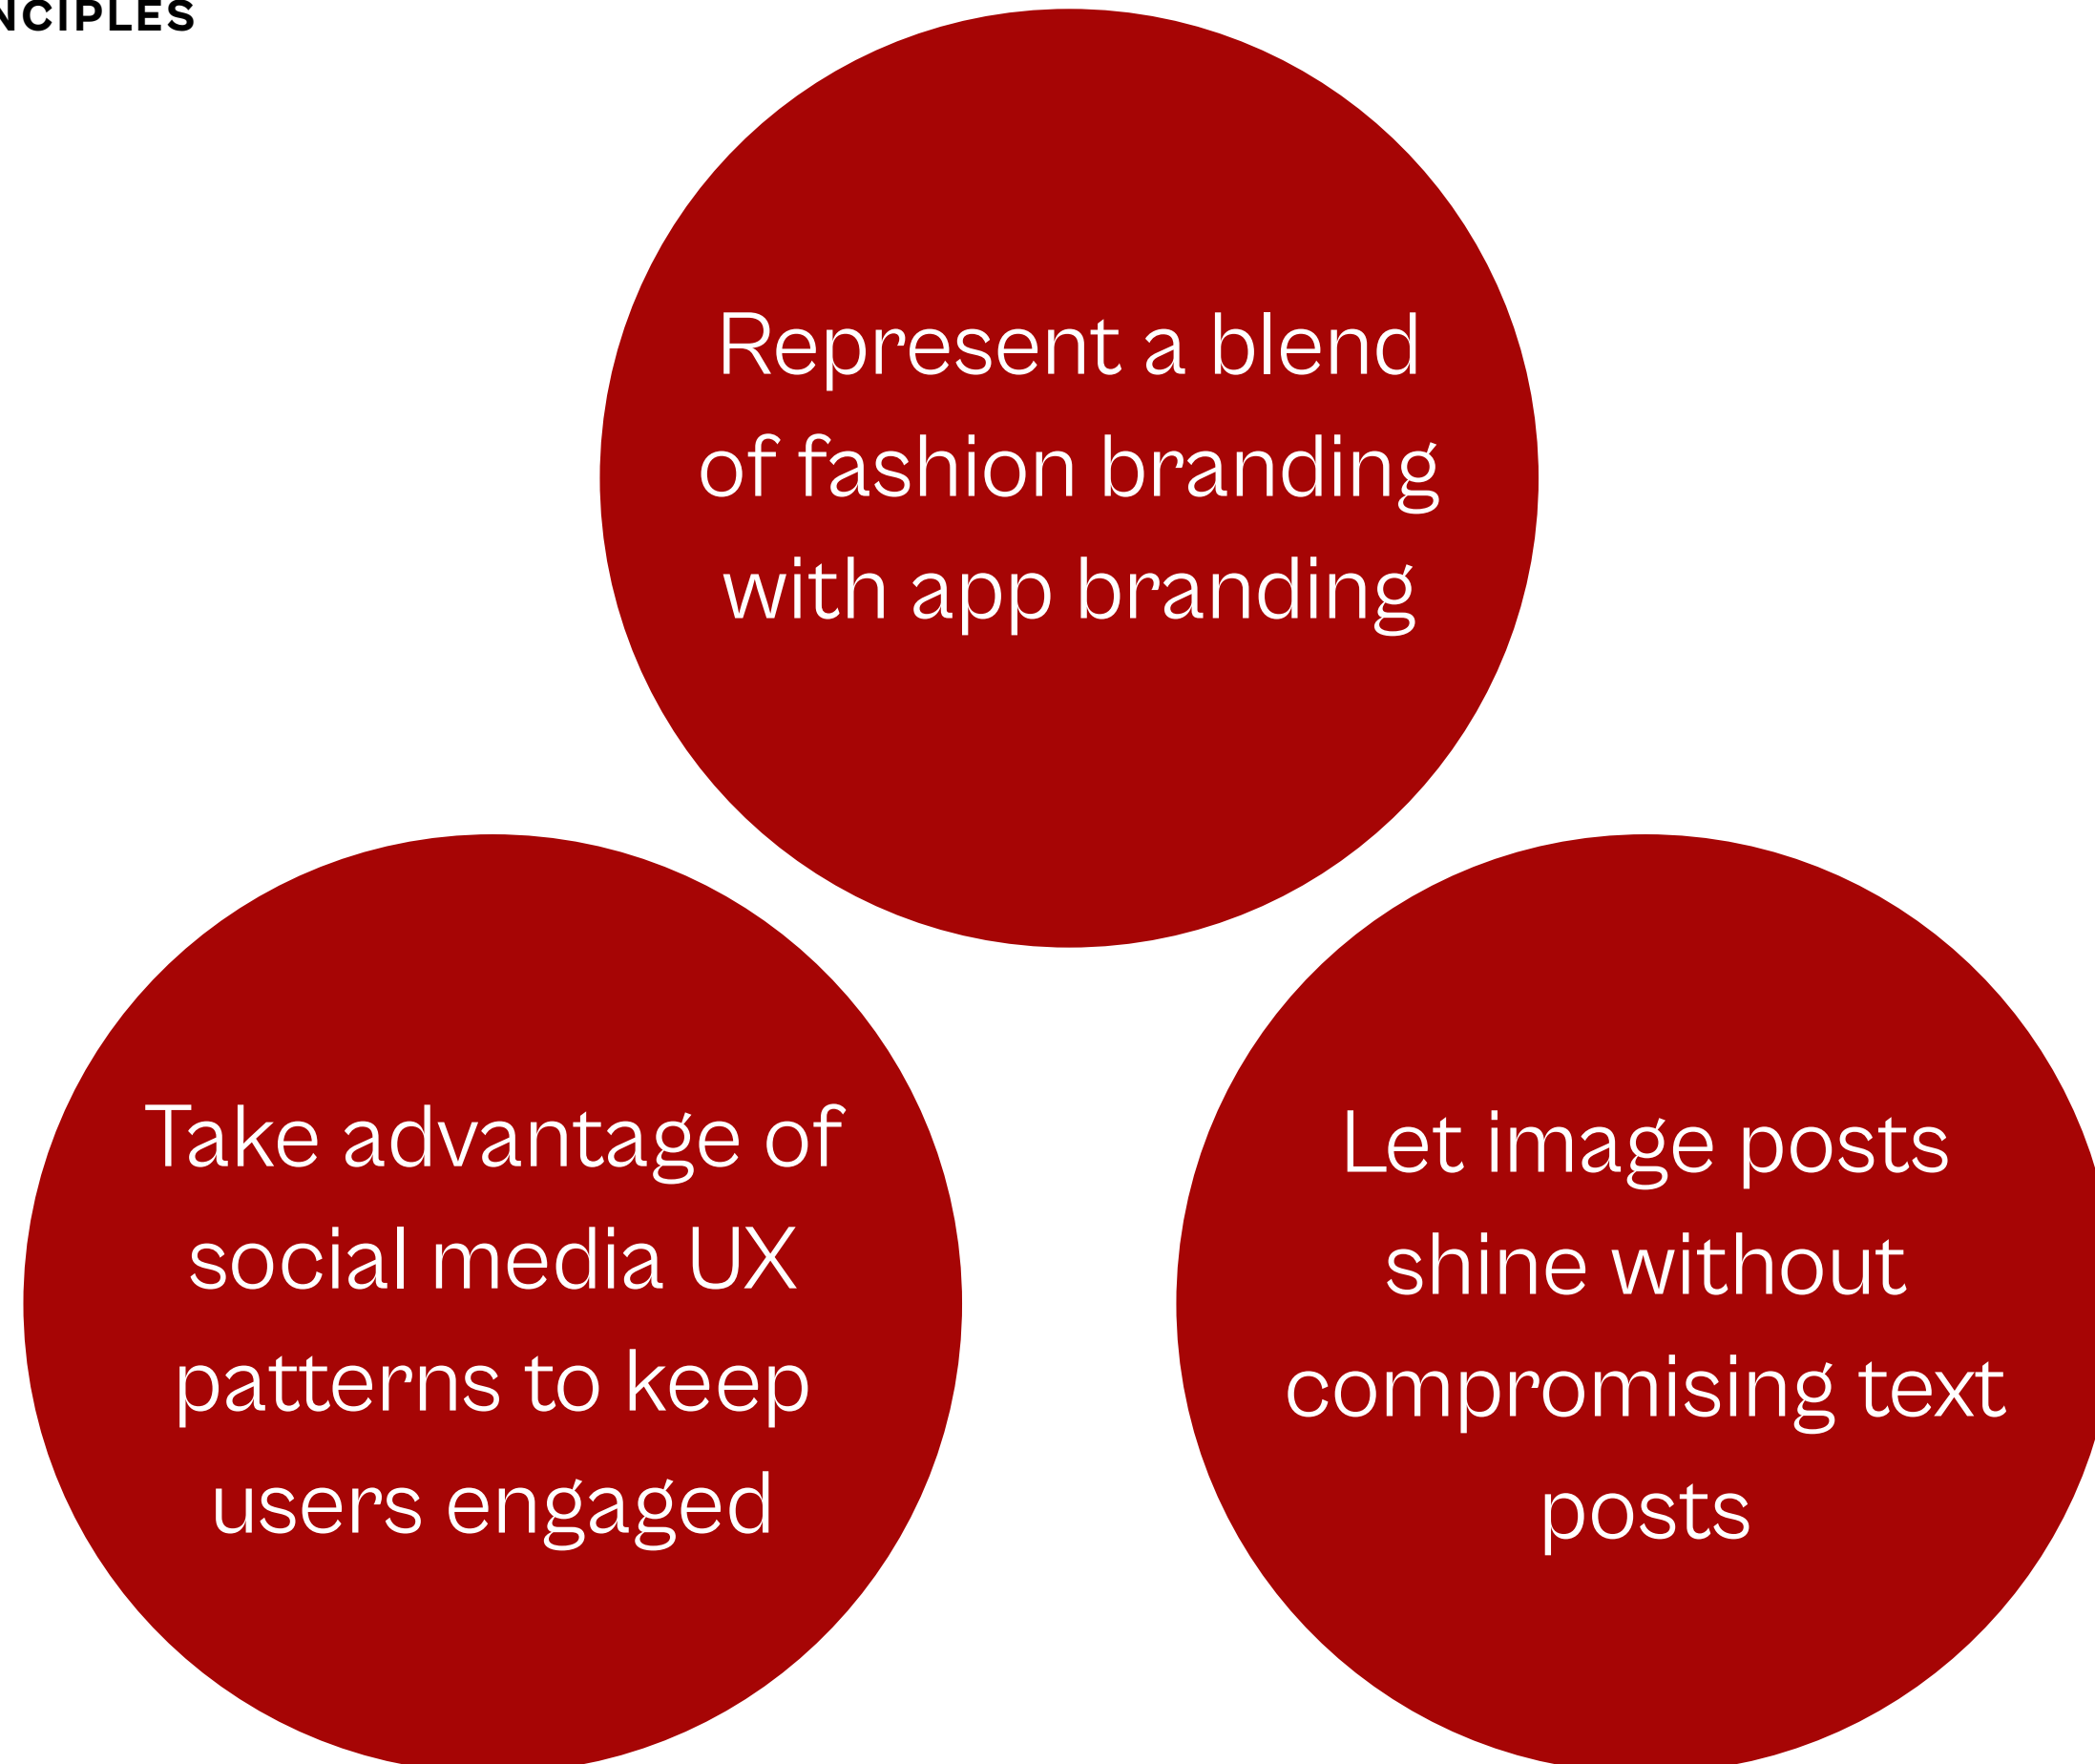 NCIPLES
Represent a blend
of fashion branding
with app branding
Take advantage of
social media UX
patterns to keep
users engaged
Let image posts
shine without
compromising text
posts